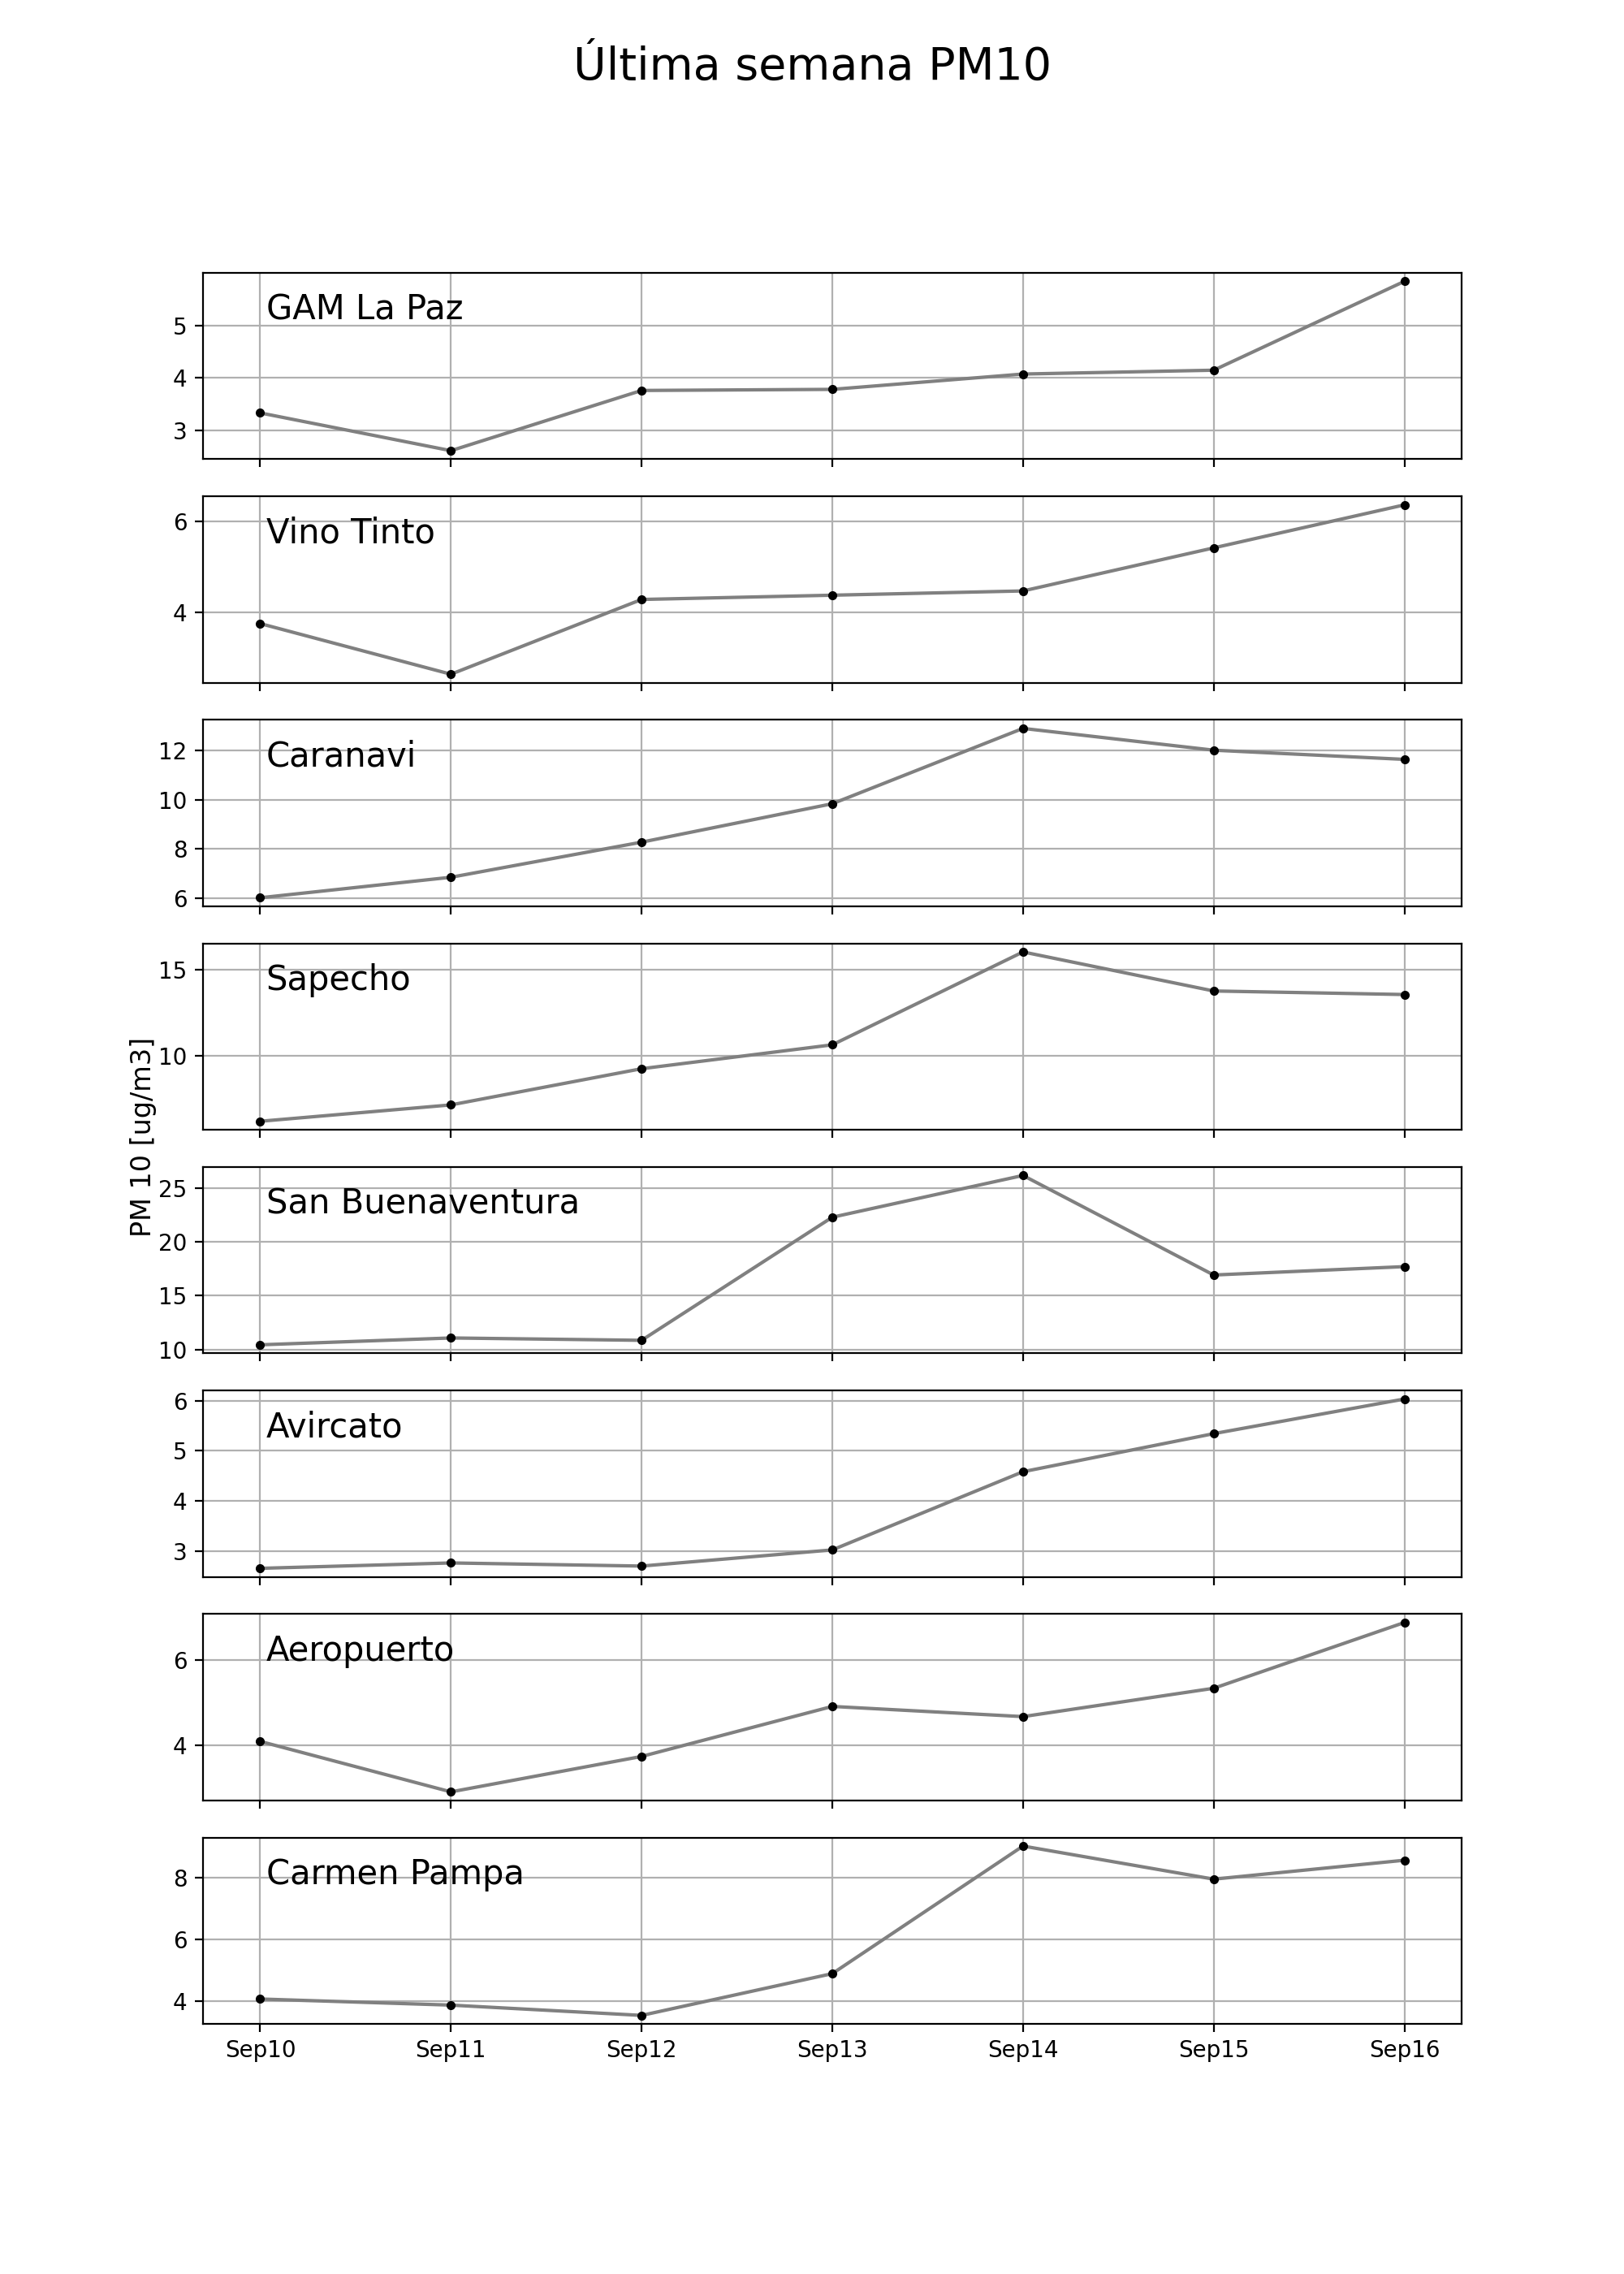 Última semana PM10
GAM La Paz
5
4
3
Vino Tinto
6
4
Caranavi
12
10
8
6
Sapecho
15
10
PM 10 [ug/m3]
San Buenaventura
25
20
15
10
Avircato
6
5
4
3
Aeropuerto
6
4
Carmen Pampa
8
6
4
Sep10 Sep11 Sep12 Sep13 Sep14 Sep15 Sep16